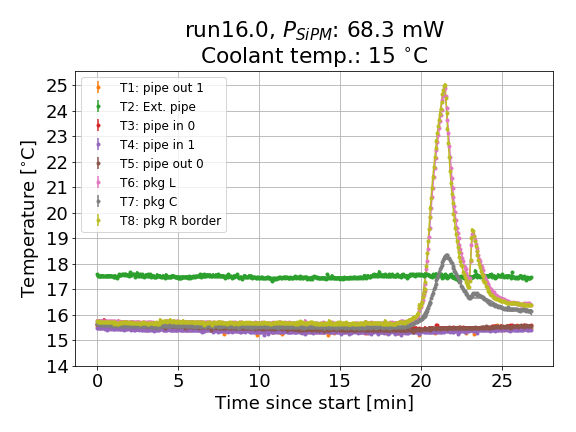 run16.0, P_SiPM: 68.3 mW
Coolant temp.: 15 °C
T1: pipe out 1
T2: Ext. pipe
T3: pipe in 0
T4: pipe in 1
T5: pipe out 0
T6: pkg L
T7: pkg C
T8: pkg R border
Temperature [°C]
25
24
23
22
21
20
19
18
17
16
15
14
0 5 10 15 20 25
Time since start [min]